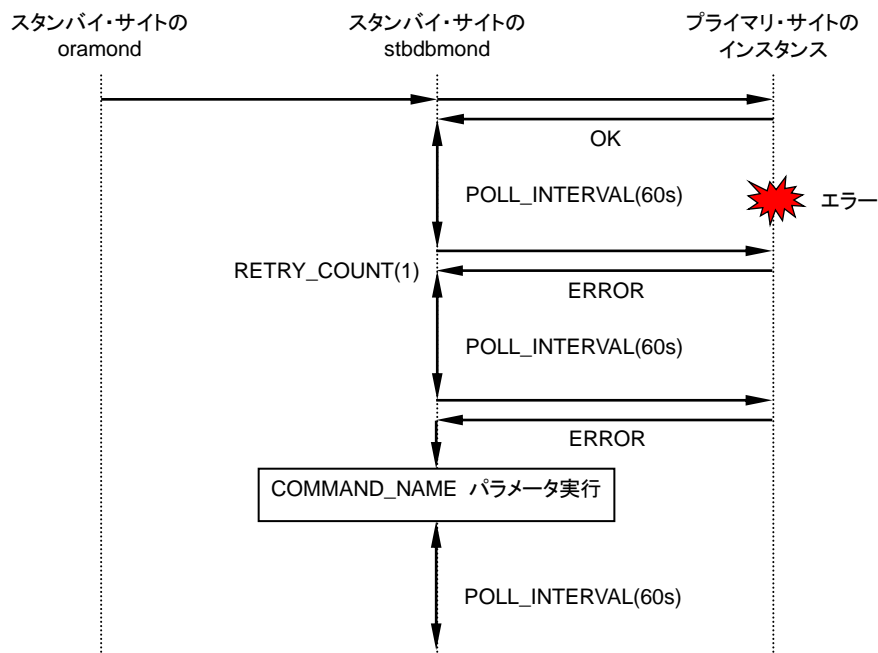 スタンバイ・サイトの
oramond
スタンバイ・サイトの
stbdbmond
プライマリ・サイトの
インスタンス
OK
POLL_INTERVAL(60s)
エラー
RETRY_COUNT(1)
ERROR
POLL_INTERVAL(60s)
ERROR
COMMAND_NAME パラメータ実行
POLL_INTERVAL(60s)